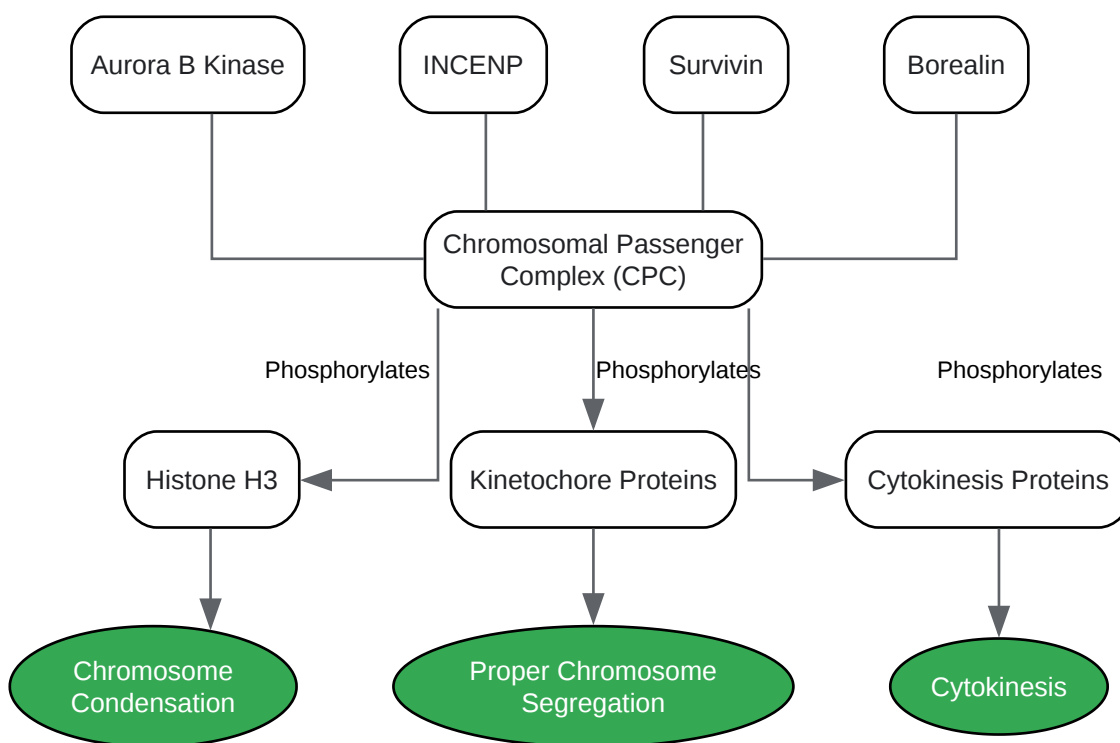 Aurora B Kinase
INCENP
Survivin
Borealin
Chromosomal Passenger
Complex (CPC)
Phosphorylates
Phosphorylates
Phosphorylates
Histone H3
Kinetochore Proteins
Cytokinesis Proteins
Chromosome
Condensation
Proper Chromosome
Segregation
Cytokinesis